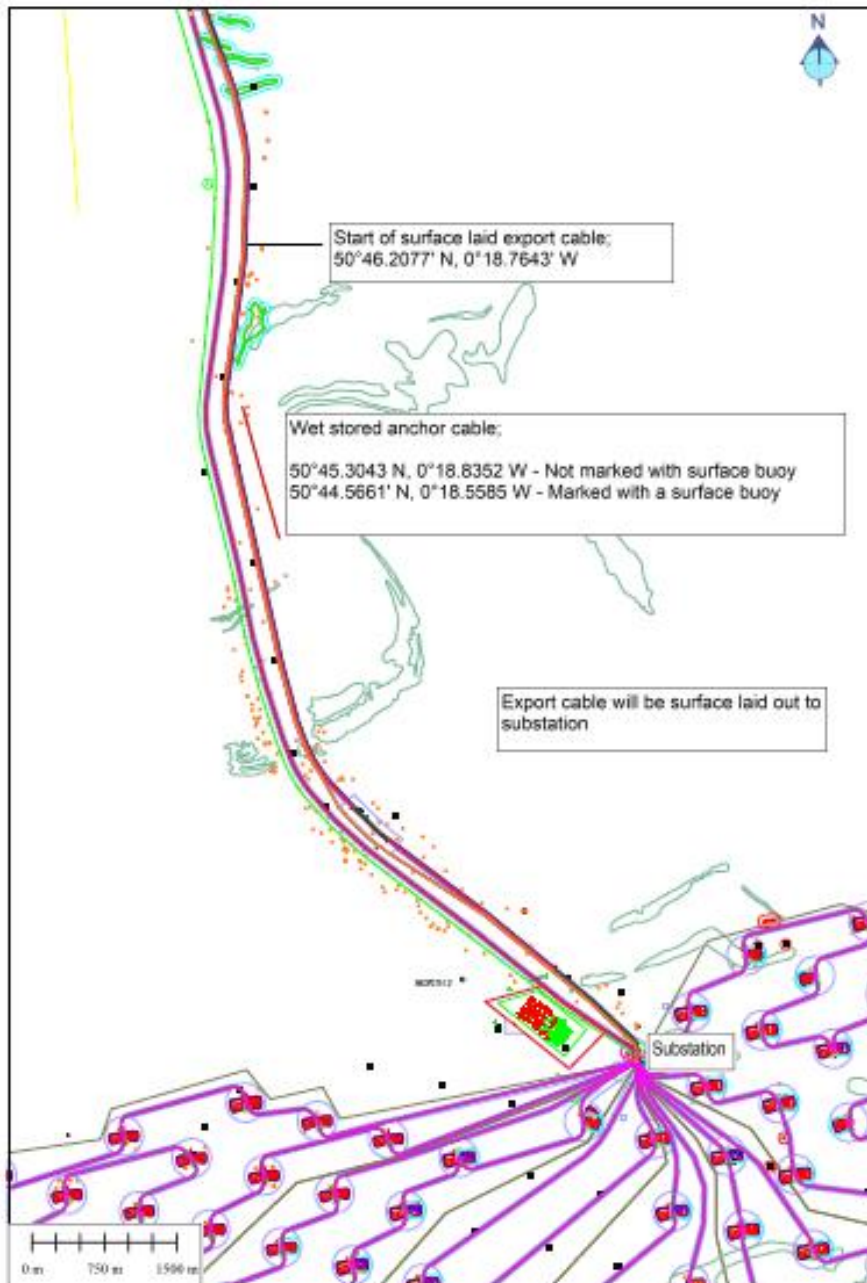 N
Start of surface laid export cable;
50°46.2077' N, 0°18.7643' W
Wet stored anchor cable;
50°45.3043 N, 0°18.8352 W - Not marked with surface buoy
50°44.5661' N, 0°18.5585 W - Marked with a surface buoy
Export cable will be surface laid out to
substation
Substation
0 m 750 m 1500 m